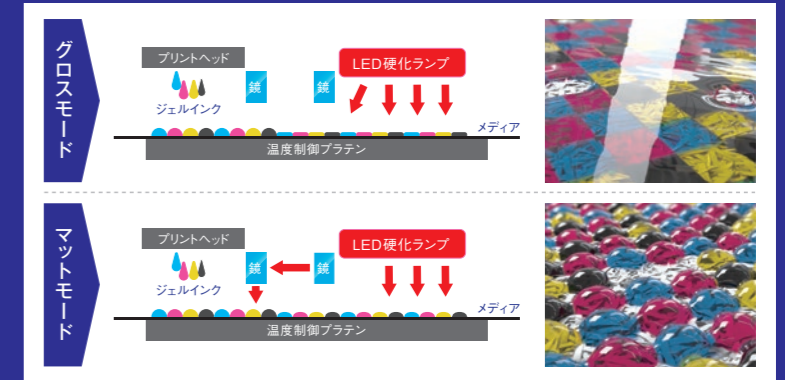 グロスモード
プリントヘッド
ジェルインク
鏡
鏡
LED硬化ランプ
メディア
温度制御プラテン
マットモード
プリントヘッド
ジェルインク
鏡
鏡
LED硬化ランプ
メディア
温度制御プラテン